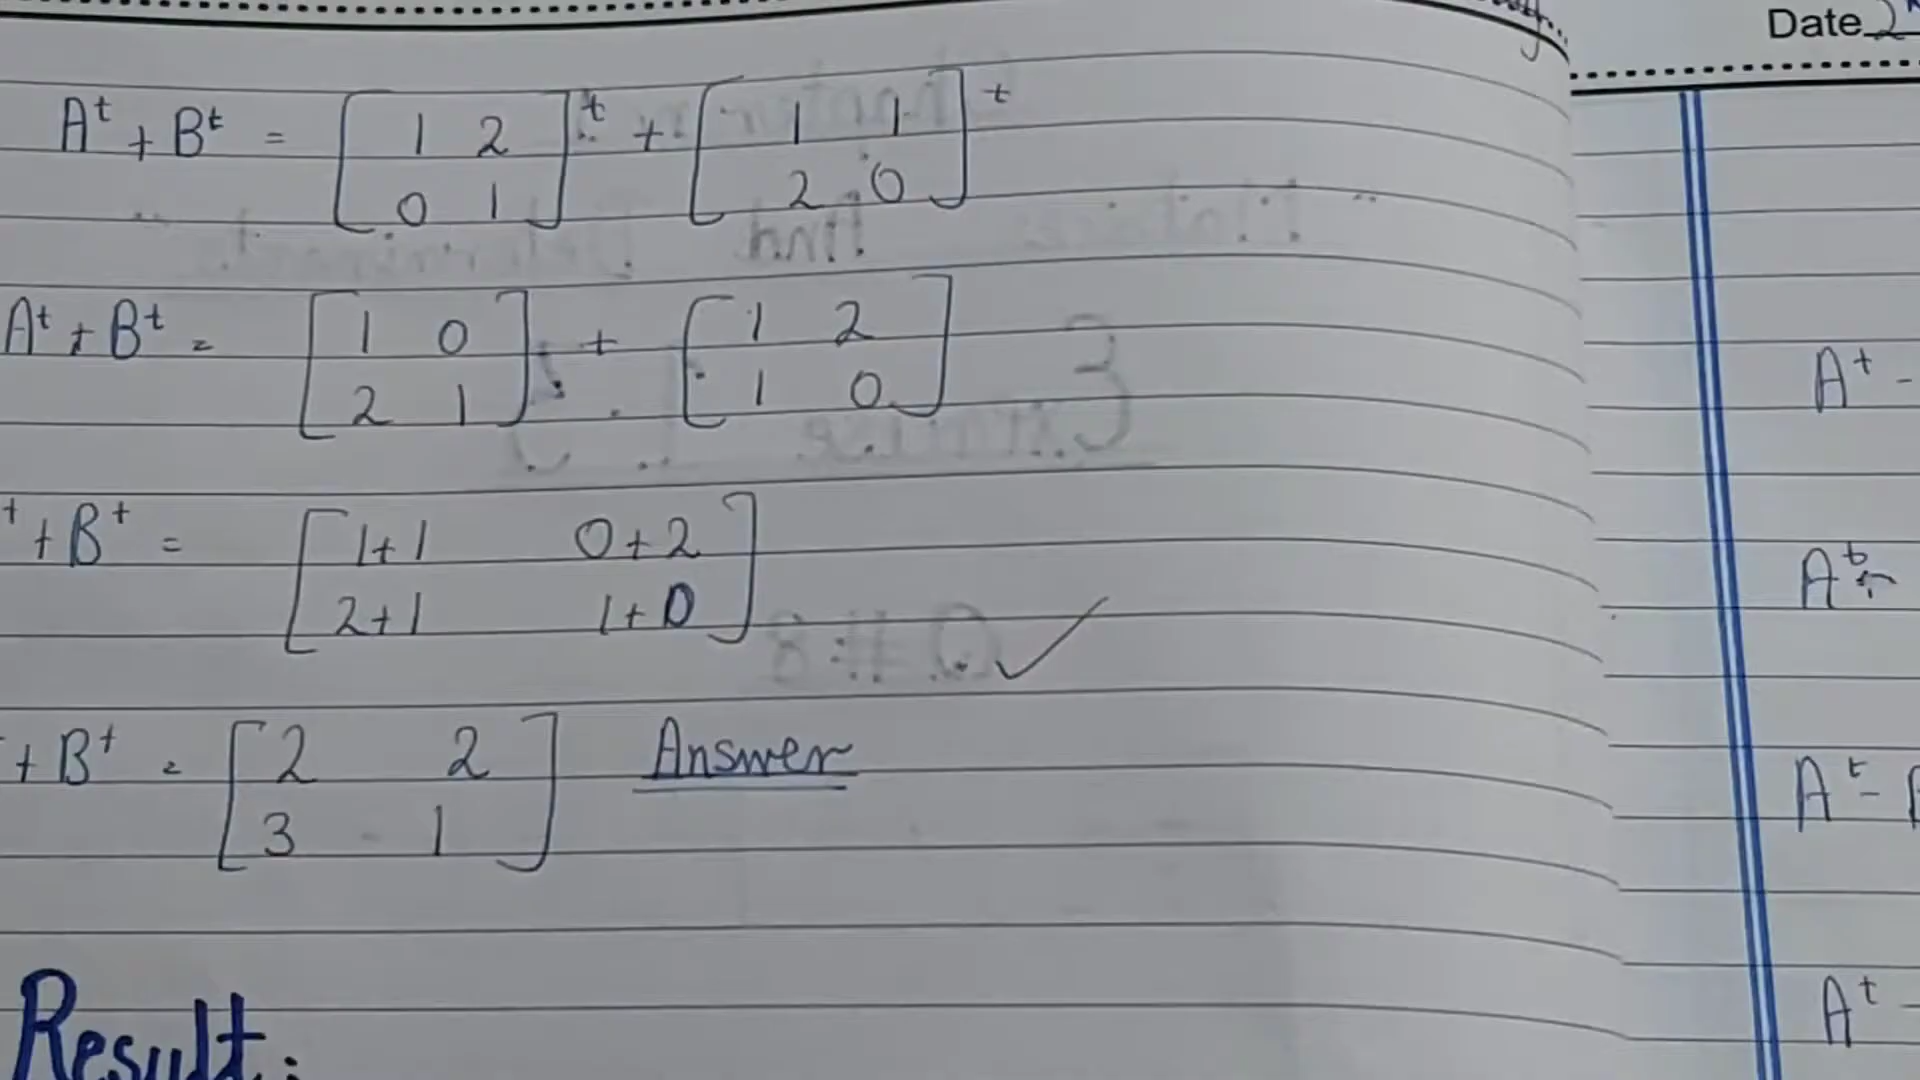 Date 2
A^t + B^t = [1 2; 0 1]^t + [1 1; 2 0]^t
A^t + B^t = [1 0; 2 1] + [1 2; 1 0]
^t + B^t = [1+1 0+2; 2+1 1+0]
+ B^t = [2 2; 3 1] Answer
Result:
A^t -
A^t
A^t -
A^t -